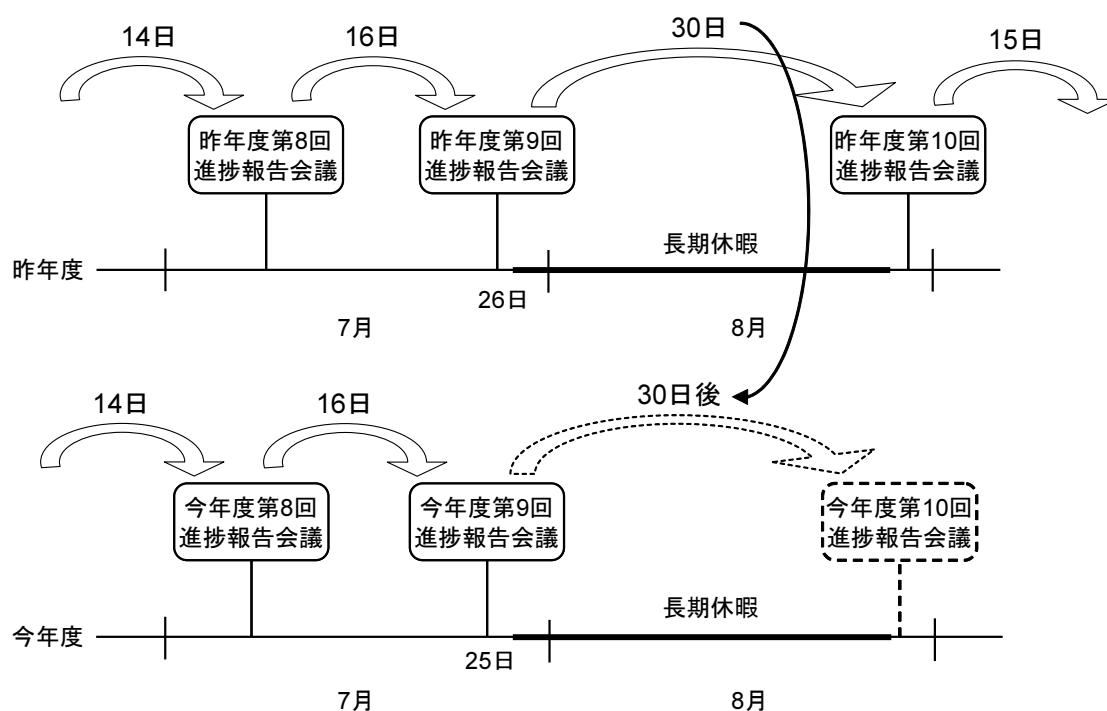 14日
16日
30日
15日
昨年度第8回
進捗報告会議
昨年度第9回
進捗報告会議
昨年度第10回
進捗報告会議
長期休暇
昨年度
26日
7月
8月
14日
16日
30日後
今年度第8回
進捗報告会議
今年度第9回
進捗報告会議
今年度第10回
進捗報告会議
長期休暇
今年度
25日
7月
8月